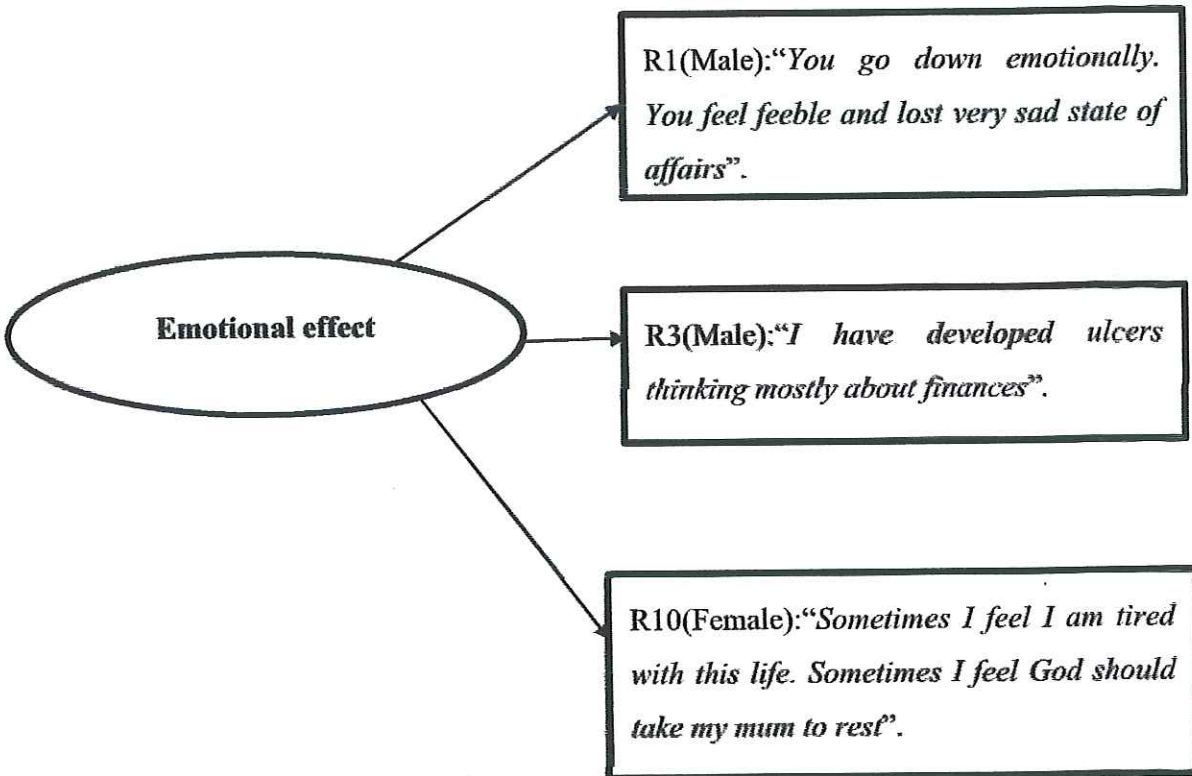 R1(Male):“You go down emotionally.
You feel feeble and lost very sad state of
affairs”.
Emotional effect
R3(Male):“I have developed ulcers
thinking mostly about finances”.
R10(Female):“Sometimes I feel I am tired
with this life. Sometimes I feel God should
take my mum to rest”.